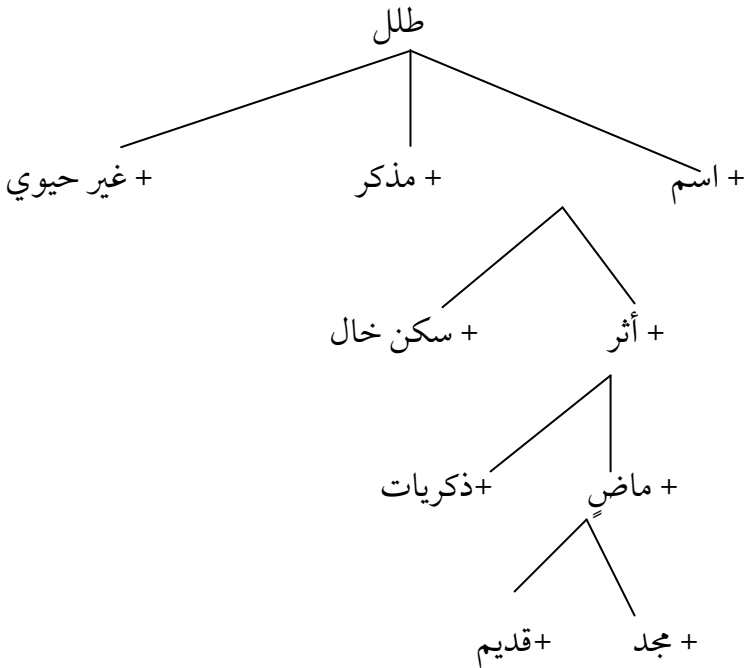 طلل
+ اسم + مذكر + غير حيوي
+ أثر + سكن خال
+ ماضٍ +ذكريات
+ مجد +قديم